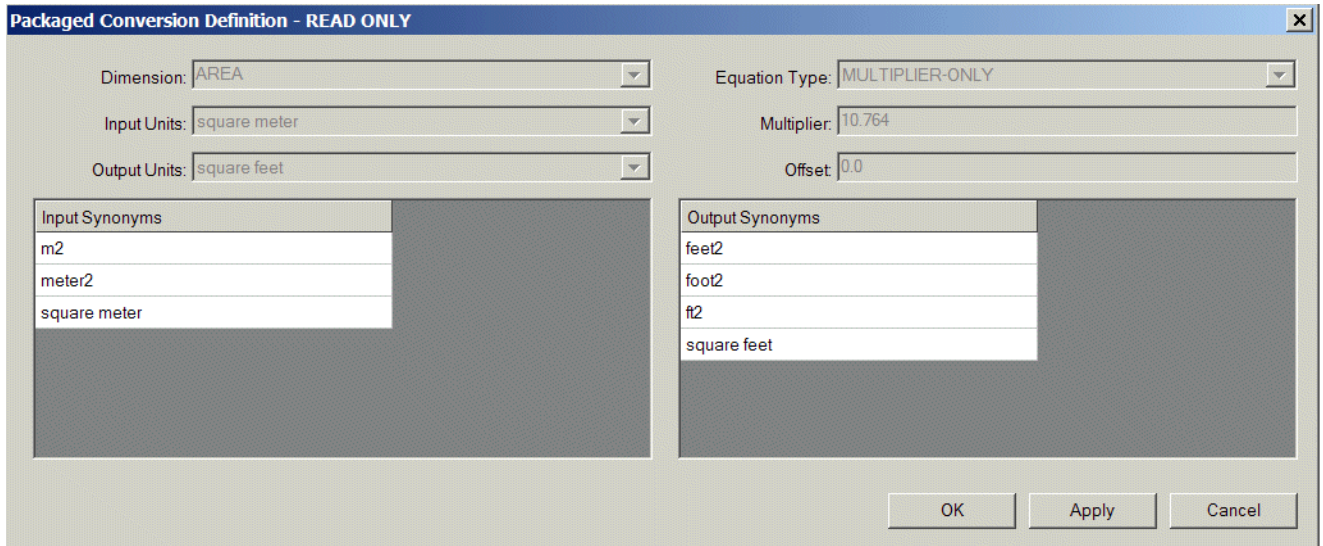 Packaged Conversion Definition - READ ONLY
Dimension: AREA
Equation Type: MULTIPLIER-ONLY
Input Units: square meter
Multiplier: 10.764
Output Units: square feet
Offset: 0.0
Input Synonyms
m2
meter2
square meter
Output Synonyms
feet2
foot2
ft2
square feet
OK
Apply
Cancel